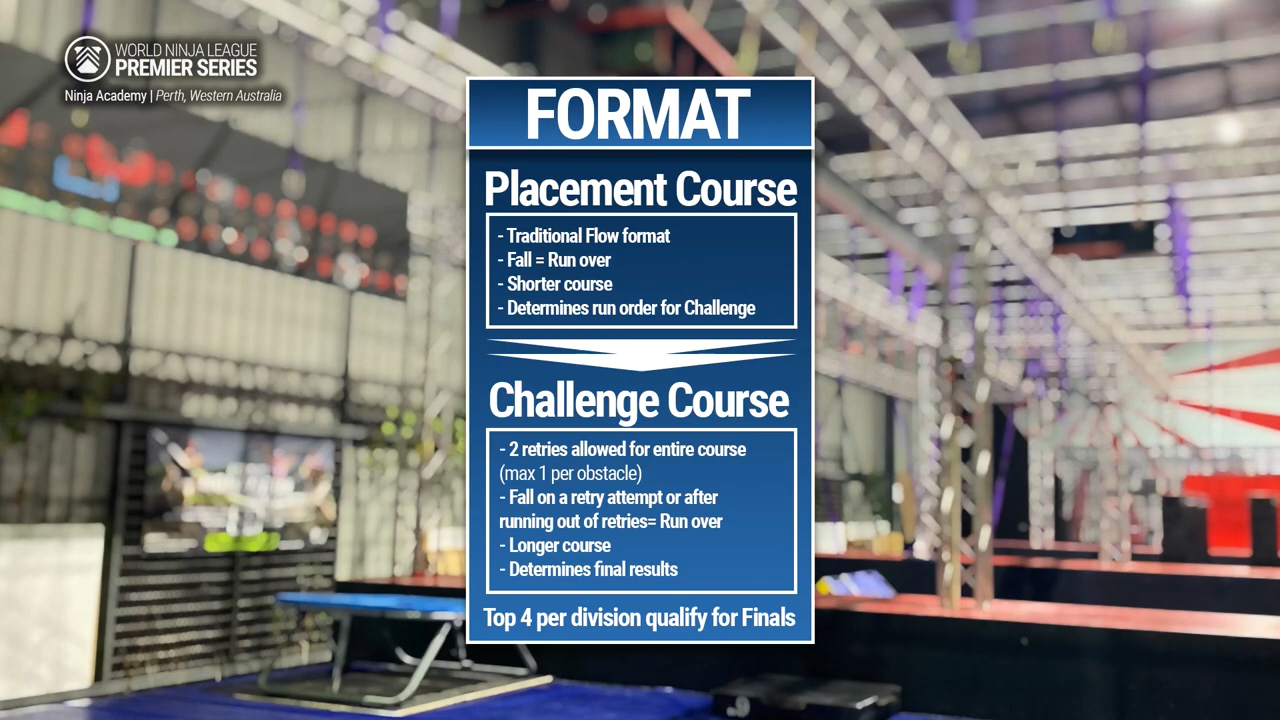 WORLD NINJA LEAGUE
PREMIER SERIES
Ninja Academy | Perth, Western Australia
FORMAT
Placement Course
- Traditional Flow format
- Fall = Run over
- Shorter course
- Determines run order for Challenge
Challenge Course
- 2 retries allowed for entire course
(max 1 per obstacle)
- Fall on a retry attempt or after
running out of retries= Run over
- Longer course
- Determines final results
Top 4 per division qualify for Finals